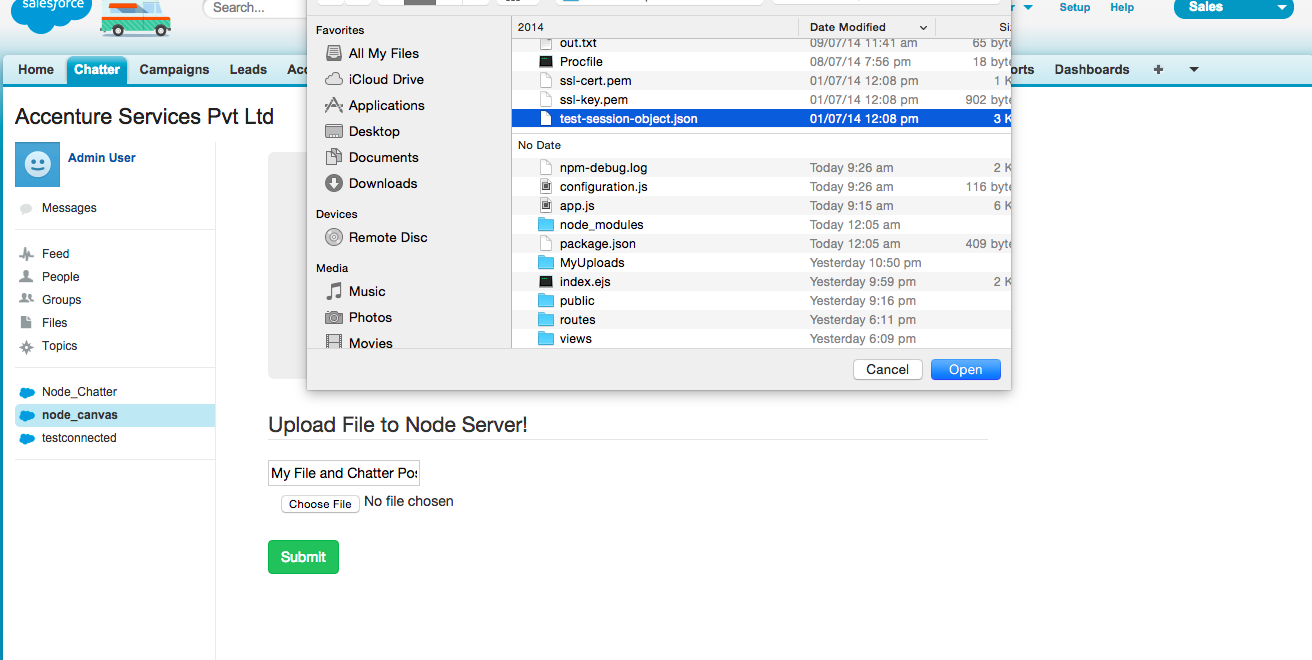 salesforce
Search...
Setup
Help
Sales
Home
Chatter
Campaigns
Leads
Dashboards
+
Accenture Services Pvt Ltd
Admin User
Messages
Feed
People
Groups
Files
Topics
Node_Chatter
node_canvas
testconnected
Favorites
All My Files
iCloud Drive
Applications
Desktop
Documents
Downloads
Devices
Remote Disc
Media
Music
Photos
Movies
2014 Date Modified
out.txt 09/07/14 11:41 am 65
Procfile 08/07/14 7:56 pm 18
ssl-cert.pem 01/07/14 12:08 pm 1
ssl-key.pem 01/07/14 12:08 pm 902
test-session-object.json 01/07/14 12:08 pm 3
No Date
npm-debug.log Today 9:26 am 2
configuration.js Today 9:26 am 116
app.js Today 9:15 am 6
node_modules Today 12:05 am
package.json Today 12:05 am 409
MyUploads Yesterday 10:50 pm
index.ejs Yesterday 9:59 pm 2
public Yesterday 9:16 pm
routes Yesterday 6:11 pm
views Yesterday 6:09 pm
Cancel
Open
Upload File to Node Server!
My File and Chatter Pos
Choose File No file chosen
Submit